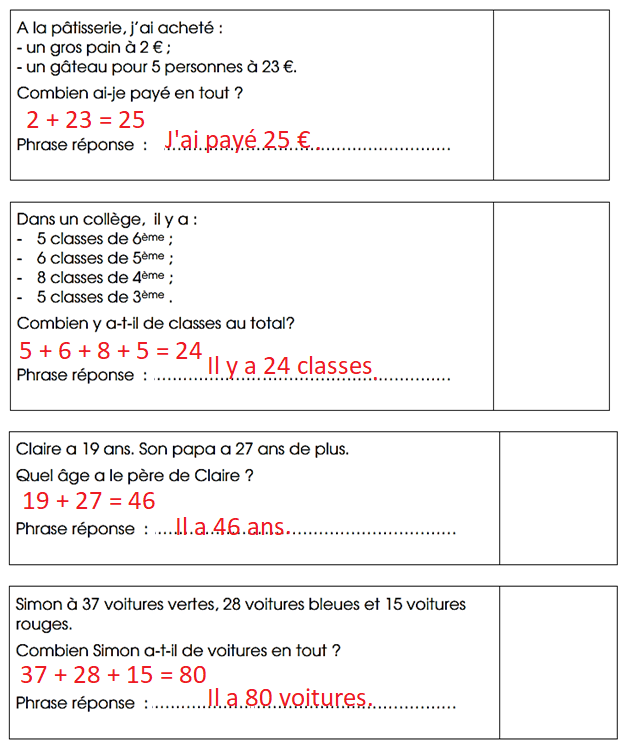 A la pâtisserie, j'ai acheté :
- un gros pain à 2 € ;
- un gâteau pour 5 personnes à 23 €.
Combien ai-je payé en tout ?
2 + 23 = 25
Phrase réponse : J'ai payé 25 € .
Dans un collège, il y a :
- 5 classes de 6ème ;
- 6 classes de 5ème ;
- 8 classes de 4ème ;
- 5 classes de 3ème .
Combien y a-t-il de classes au total?
5 + 6 + 8 + 5 = 24
Phrase réponse : Il y a 24 classes.
Claire a 19 ans. Son papa a 27 ans de plus.
Quel âge a le père de Claire ?
19 + 27 = 46
Phrase réponse : Il a 46 ans.
Simon à 37 voitures vertes, 28 voitures bleues et 15 voitures
rouges.
Combien Simon a-t-il de voitures en tout ?
37 + 28 + 15 = 80
Phrase réponse : Il a 80 voitures.